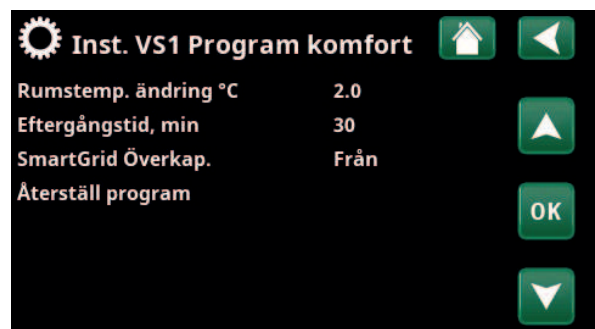 Inst. VS1 Program komfort
Rumstemp. ändring °C 2.0
Eftergångstid, min 30
SmartGrid Överkap. Från
Återställ program
OK